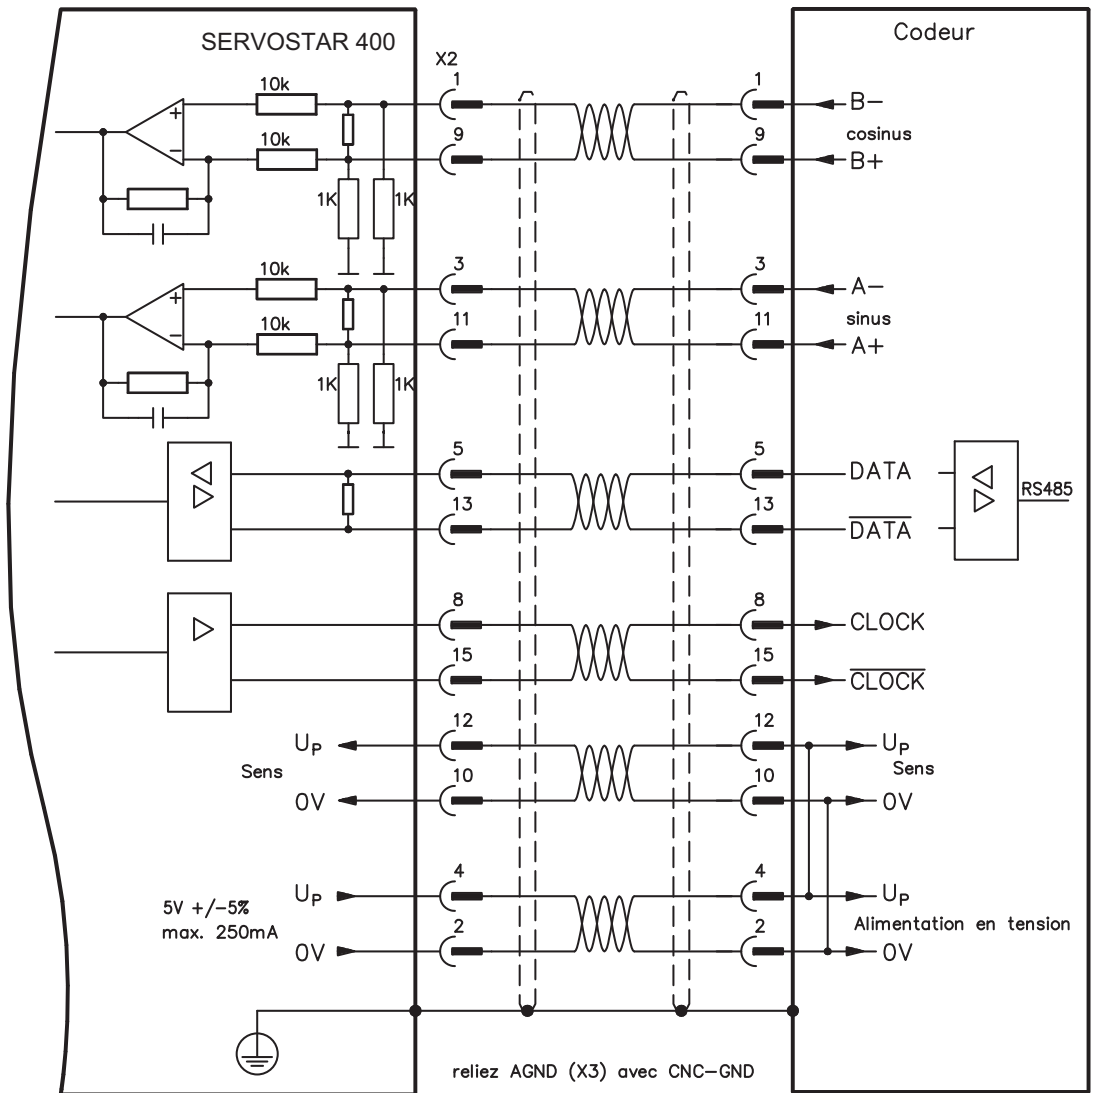 SERVOSTAR 400
Codeur
X2
10k
1
1
B-
+
10k
9
9
cosinus
-
B+
1K
1K
10k
3
3
A-
+
10k
11
11
sinus
-
A+
1K
1K
5
5
DATA
RS485
13
13
DATA
8
8
CLOCK
15
15
CLOCK
12
12
UP
UP
Sens
Sens
10
10
0V
0V
4
4
UP
UP
5V +/-5%
Alimentation en tension
max. 250mA
2
2
0V
0V
reliez AGND (X3) avec CNC-GND